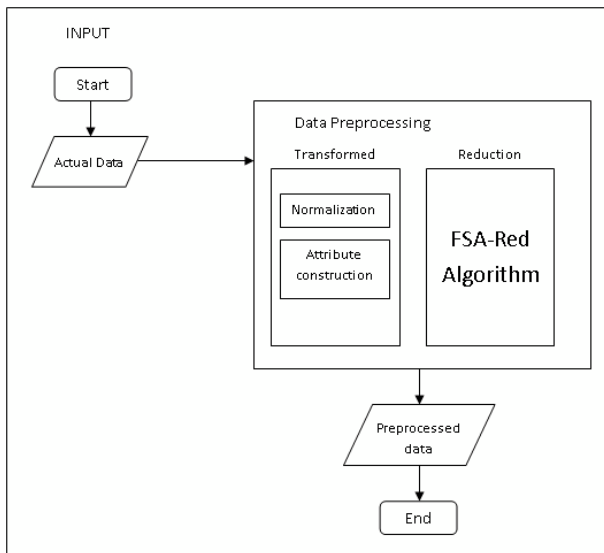 INPUT
Start
Actual Data
Data Preprocessing
Transformed
Reduction
Normalization
Attribute
construction
FSA-Red
Algorithm
Preprocessed
data
End